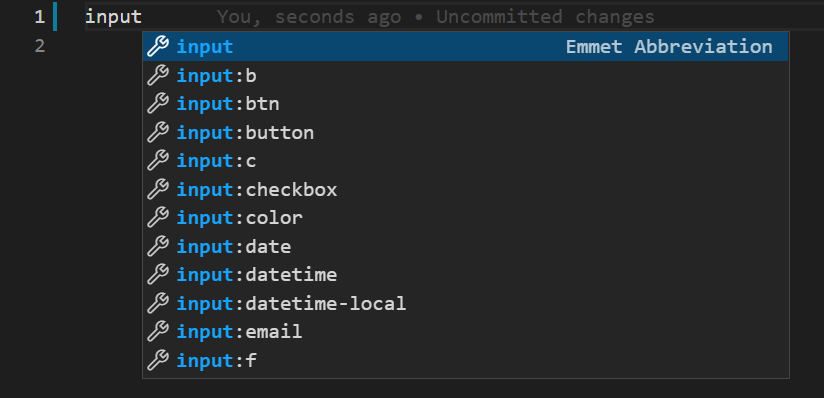 1 input You, seconds ago • Uncommitted changes
2 input Emmet Abbreviation
input:b
input:btn
input:button
input:c
input:checkbox
input:color
input:date
input:datetime
input:datetime-local
input:email
input:f